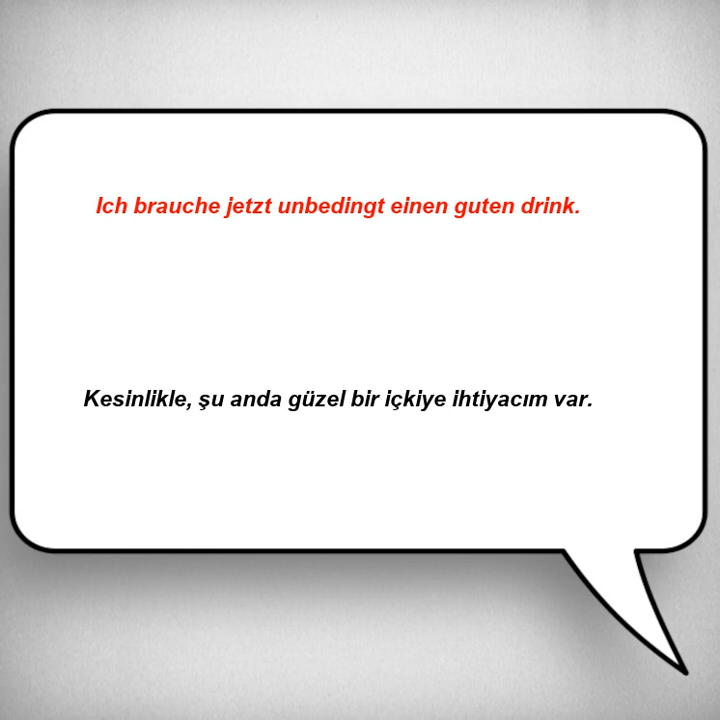 Ich brauche jetzt unbedingt einen guten drink.
Kesinlikle, şu anda güzel bir içkiye ihtiyacım var.